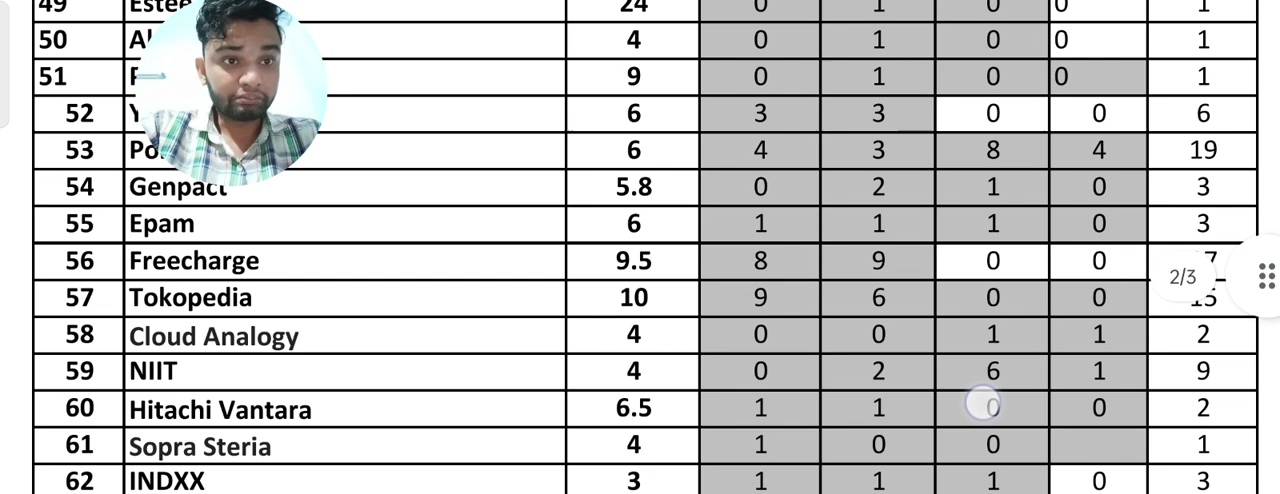 49 24 0 1 0 0 1
50 4 0 1 0 0 1
51 9 0 1 0 0 1
52 6 3 3 0 0 6
53 6 4 3 8 4 19
54 Genpact 5.8 0 2 1 0 3
55 Epam 6 1 1 1 0 3
56 Freecharge 9.5 8 9 0 0
2/3
57 Tokopedia 10 9 6 0 0 15
58 Cloud Analogy 4 0 0 1 1 2
59 NIIT 4 0 2 6 1 9
60 Hitachi Vantara 6.5 1 1 0 0 2
61 Sopra Steria 4 1 0 0 1
62 INDXX 3 1 1 1 0 3